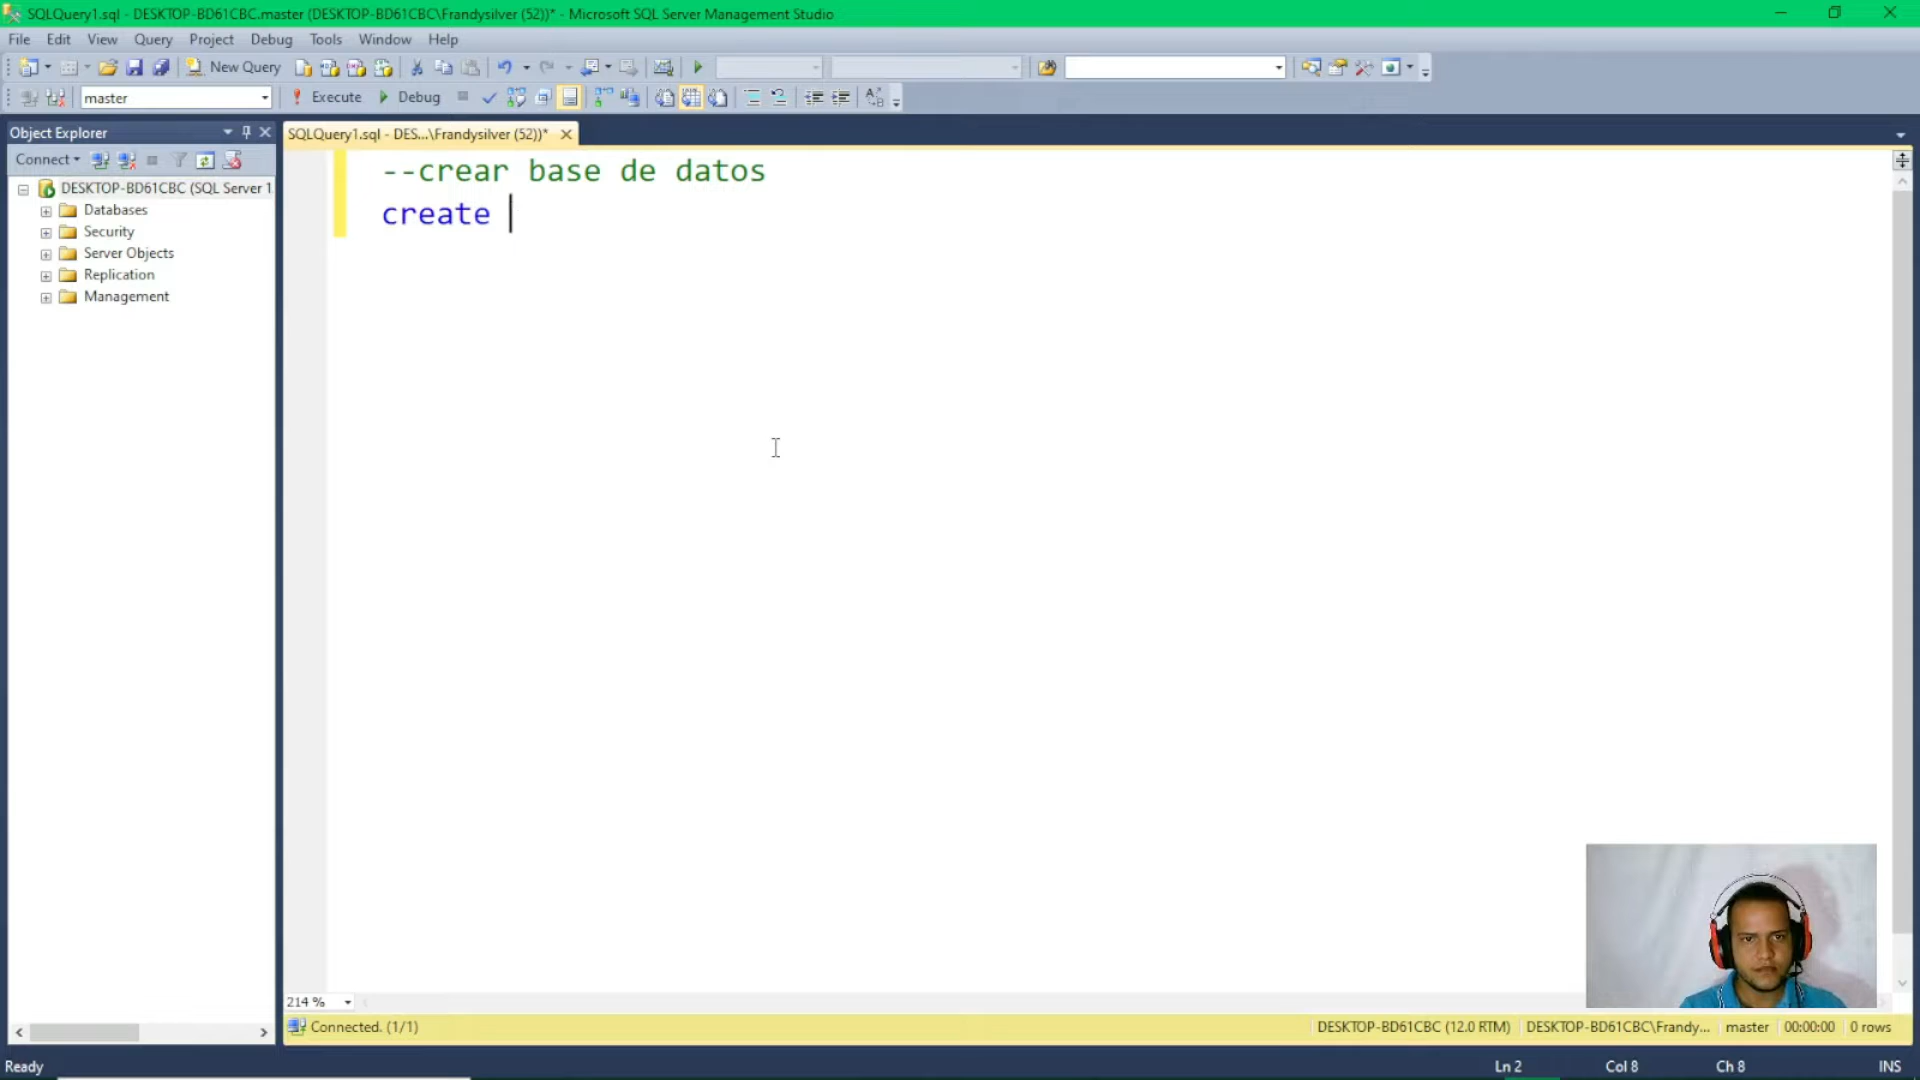 SQLQuery1.sql - DESKTOP-BD61CBC.master (DESKTOP-BD61CBC\Frandysilver (52))* - Microsoft SQL Server Management Studio
File Edit View Query Project Debug Tools Window Help
New Query
master Execute Debug
Object Explorer
SQLQuery1.sql - DES...\Frandysilver (52))*
Connect
DESKTOP-BD61CBC (SQL Server 1
Databases
Security
Server Objects
Replication
Management
--crear base de datos
create
214 %
Connected. (1/1) DESKTOP-BD61CBC (12.0 RTM) DESKTOP-BD61CBC\Frandy... master 00:00:00 0 rows
Ready Ln 2 Col 8 Ch 8 INS